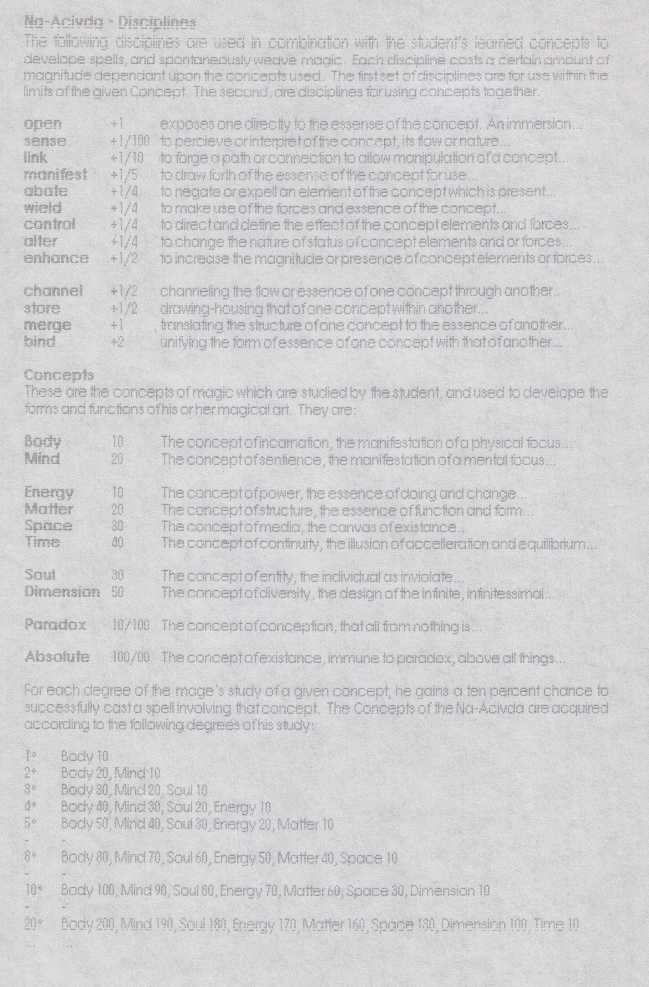 Na-Acivda - Disciplines
The following disciplines are used in combination with the student's learned concepts to
develope spells, and spontaneously weave magic. Each discipline costs a certain amount of
magnitude dependant upon the concepts used. The first set of disciplines are for use within the
limits of the given Concept. The second, are disciplines for using concepts together.
open +1 exposes one directly to the essense of the concept. An immersion...
sense +1/100 to percieve or interpret of the concept, its flow or nature...
link +1/10 to forge a path or connection to allow manipulation of a concept...
manifest +1/5 to draw forth of the essense of the concept for use...
abate +1/4 to negate or expell an element of the concept which is present...
wield +1/4 to make use of the forces and essence of the concept...
control +1/4 to direct and define the effect of the concept elements and forces...
alter +1/4 to change the nature of status of concept elements and or forces...
enhance +1/2 to increase the magnitude or presence of concept elements or forces...
channel +1/2 channeling the flow or essence of one concept through another...
store +1/2 drawing-housing that of one concept within another...
merge +1 translating the structure of one concept to the essence of another...
bind +2 unifying the form of essence of one concept with that of another...
Concepts
These are the concepts of magic which are studied by the student, and used to develope the
forms and functions of his or her magical art. They are:
Body 10 The concept of incarnation, the manifestation of a physical focus...
Mind 20 The concept of sentience, the manifestation of a mental focus...
Energy 10 The concept of power, the essence of doing and change...
Matter 20 The concept of structure, the essence of function and form...
Space 30 The concept of media, the canvas of existance...
Time 40 The concept of continuity, the illusion of accelleration and equilibrium...
Soul 30 The concept of entity, the individual as inviolate...
Dimension 50 The concept of diversity, the design of the infinite, infinitessimal...
Paradox 10/100 The concept of conception, that all from nothing is...
Absolute 100/00 The concept of existance, immune to paradox, above all things...
For each degree of the mage's study of a given concept, he gains a ten percent chance to
successfully cast a spell involving that concept. The Concepts of the Na-Acivda are acquired
according to the following degrees of his study:
1° Body 10
2° Body 20, Mind 10
3° Body 30, Mind 20, Soul 10
4° Body 40, Mind 30, Soul 20, Energy 10
5° Body 50, Mind 40, Soul 30, Energy 20, Matter 10
- -
8° Body 80, Mind 70, Soul 60, Energy 50, Matter 40, Space 10
- -
10° Body 100, Mind 90, Soul 80, Energy 70, Matter 60, Space 30, Dimension 10
- -
20° Body 200, Mind 190, Soul 180, Energy 170, Matter 160, Space 130, Dimension 100, Time 10
... ...